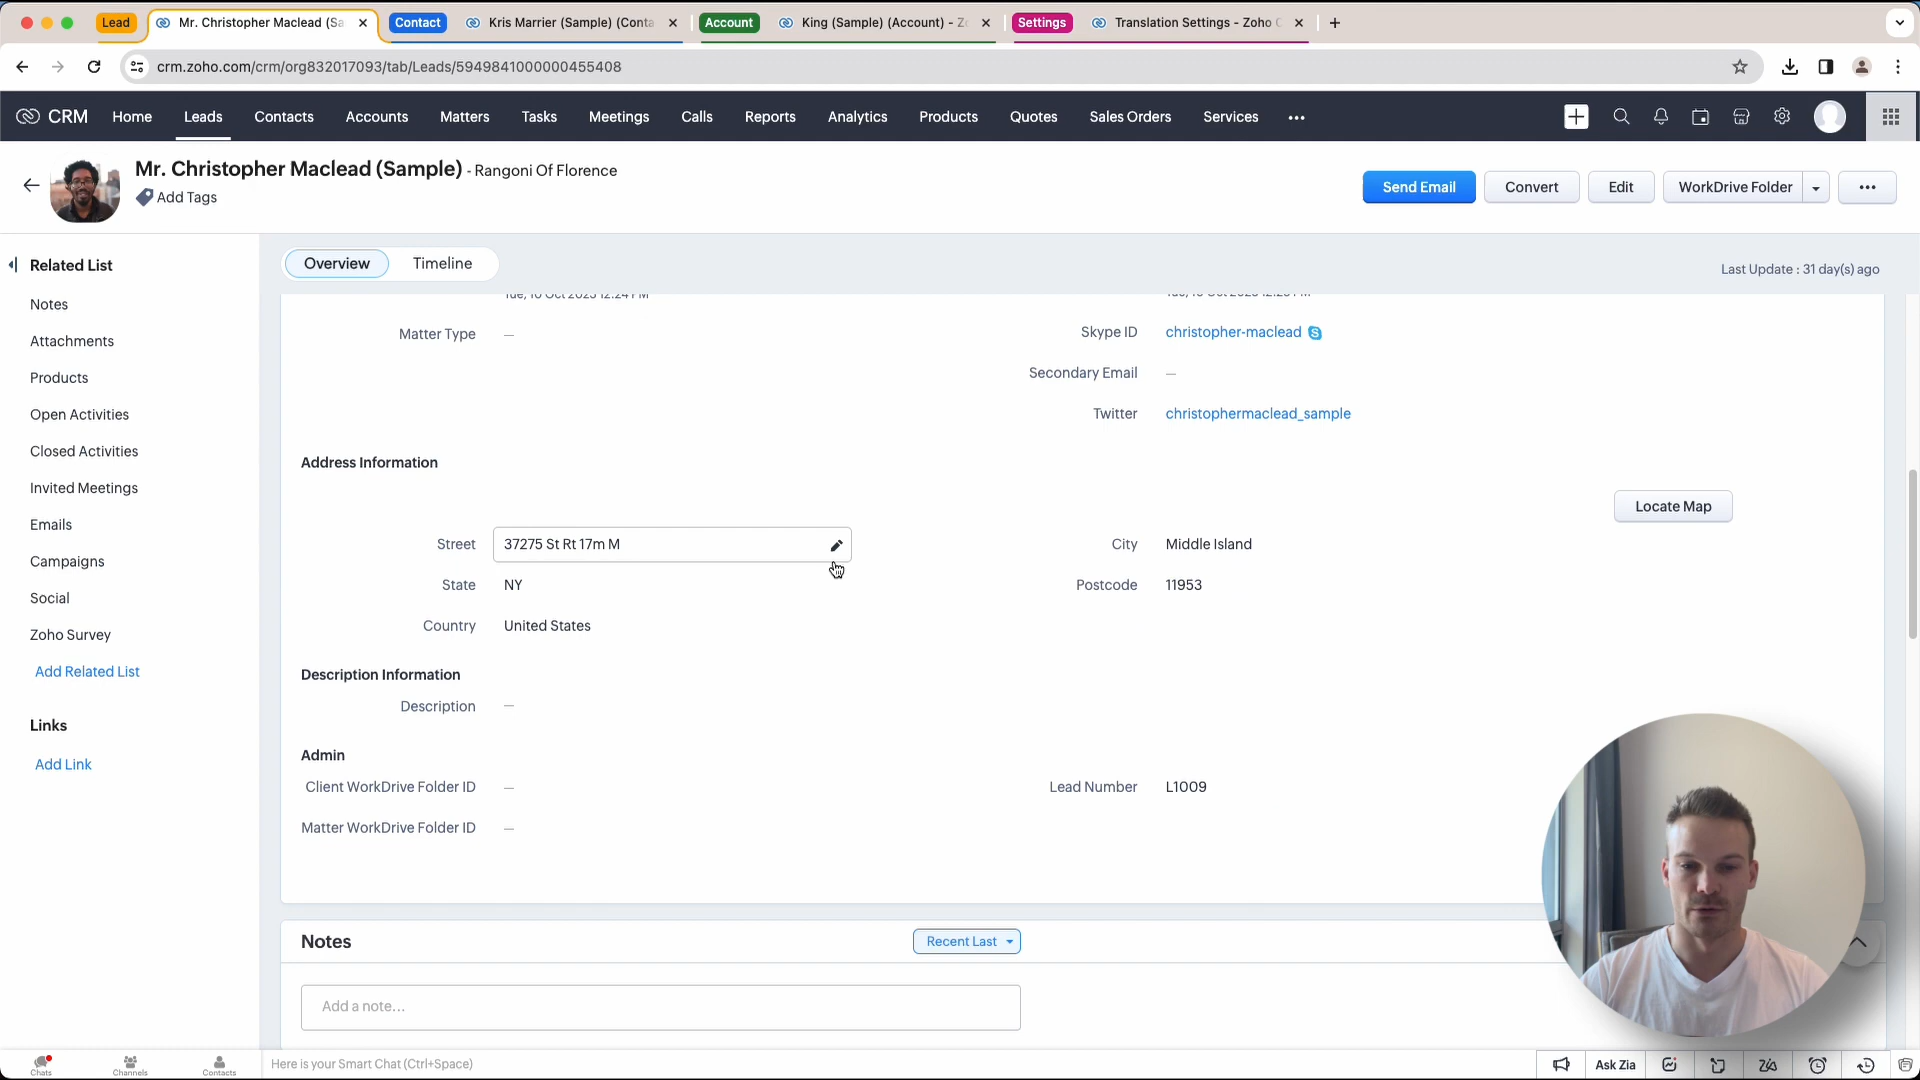 Lead
Mr. Christopher Maclead (Sa
Contact
Kris Marrier (Sample) (Conta
Account
King (Sample) (Account) - Zo
Settings
Translation Settings - Zoho C
crm.zoho.com/crm/org832017093/tab/Leads/5949841000000455408
CRM
Home
Leads
Contacts
Accounts
Matters
Tasks
Meetings
Calls
Reports
Analytics
Products
Quotes
Sales Orders
Services
Mr. Christopher Maclead (Sample) - Rangoni Of Florence
Add Tags
Send Email
Convert
Edit
WorkDrive Folder
Related List
Notes
Attachments
Products
Open Activities
Closed Activities
Invited Meetings
Emails
Campaigns
Social
Zoho Survey
Add Related List
Links
Add Link
Overview
Timeline
Last Update : 31 day(s) ago
Matter Type —
Skype ID christopher-maclead
Secondary Email —
Twitter christophermaclead_sample
Address Information
Locate Map
Street 37275 St Rt 17m M
City Middle Island
State NY
Postcode 11953
Country United States
Description Information
Description —
Admin
Client WorkDrive Folder ID —
Lead Number L1009
Matter WorkDrive Folder ID —
Notes
Recent Last
Add a note...
Chats
Channels
Contacts
Here is your Smart Chat (Ctrl+Space)
Ask Zia